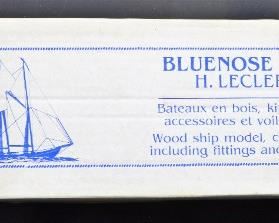 BLUENOSE
H. LECLE
Bateaux en bois, ki
accessoires et voil
Wood ship model, c
including fittings and